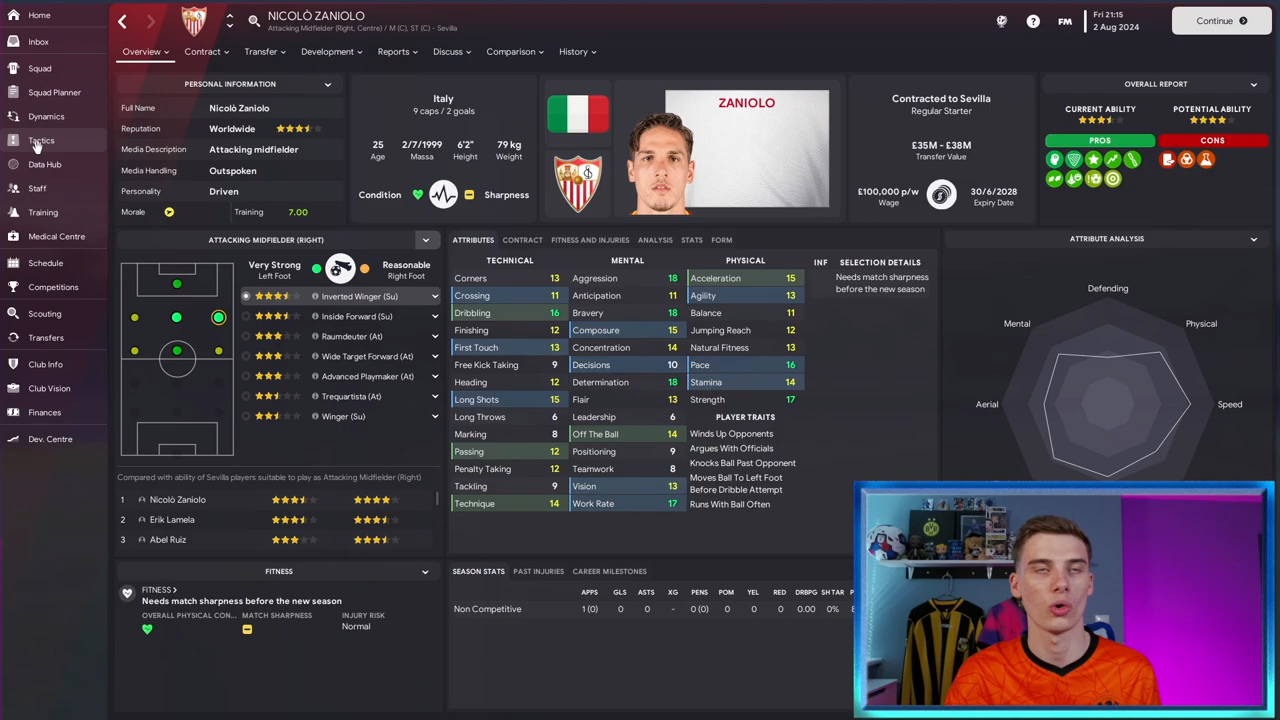 Home
Inbox
Squad
Squad Planner
Dynamics
Tactics
Data Hub
Staff
Training
Medical Centre
Schedule
Competitions
Scouting
Transfers
Club Info
Club Vision
Finances
Dev. Centre
NICOLÒ ZANIOLO
Attacking Midfielder (Right, Centre) / M (C), ST (C) - Sevilla
FM
Fri 21:15
2 Aug 2024
Continue
Overview
Contract
Transfer
Development
Reports
Discuss
Comparison
History
PERSONAL INFORMATION
Full Name Nicolò Zaniolo
Reputation Worldwide
Media Description Attacking midfielder
Media Handling Outspoken
Personality Driven
Morale Training 7.00
Italy
9 caps / 2 goals
25 2/7/1999 6'2" 79 kg
Age Massa Height Weight
Condition Sharpness
ZANIOLO
Contracted to Sevilla
Regular Starter
£35M - £38M
Transfer Value
£100,000 p/w 30/6/2028
Wage Expiry Date
OVERALL REPORT
CURRENT ABILITY POTENTIAL ABILITY
PROS CONS
ATTACKING MIDFIELDER (RIGHT)
Very Strong Reasonable
Left Foot Right Foot
Inverted Winger (Su)
Inside Forward (Su)
Raumdeuter (At)
Wide Target Forward (At)
Advanced Playmaker (At)
Trequartista (At)
Winger (Su)
Compared with ability of Sevilla players suitable to play as Attacking Midfielder (Right)
1 Nicolò Zaniolo
2 Erik Lamela
3 Abel Ruiz
ATTRIBUTES CONTRACT FITNESS AND INJURIES ANALYSIS STATS FORM
TECHNICAL MENTAL PHYSICAL
Corners 13 Aggression 18 Acceleration 15
Crossing 11 Anticipation 11 Agility 13
Dribbling 16 Bravery 18 Balance 11
Finishing 12 Composure 15 Jumping Reach 12
First Touch 13 Concentration 14 Natural Fitness 13
Free Kick Taking 9 Decisions 10 Pace 16
Heading 12 Determination 18 Stamina 14
Long Shots 15 Flair 13 Strength 17
Long Throws 6 Leadership 6 PLAYER TRAITS
Marking 8 Off The Ball 14 Winds Up Opponents
Passing 12 Positioning 9 Argues With Officials
Penalty Taking 12 Teamwork 8 Knocks Ball Past Opponent
Tackling 9 Vision 13 Moves Ball To Left Foot
Before Dribble Attempt
Technique 14 Work Rate 17 Runs With Ball Often
INF SELECTION DETAILS
Needs match sharpness
before the new season
ATTRIBUTE ANALYSIS
Defending
Mental Physical
Aerial Speed
FITNESS
FITNESS
Needs match sharpness before the new season
OVERALL PHYSICAL CON... MATCH SHARPNESS INJURY RISK
Normal
SEASON STATS PAST INJURIES CAREER MILESTONES
APPS GLS ASTS XG PENS POM YEL RED DRBPG SH TAR
Non Competitive 1 (0) 0 0 - 0 (0) 0 0 0 0.00 0%